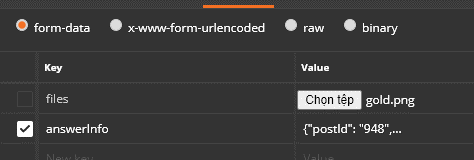 form-data x-www-form-urlencoded raw binary
Key Value
files Chọn tệp gold.png
answerInfo {"postId": "948",...
New key Value